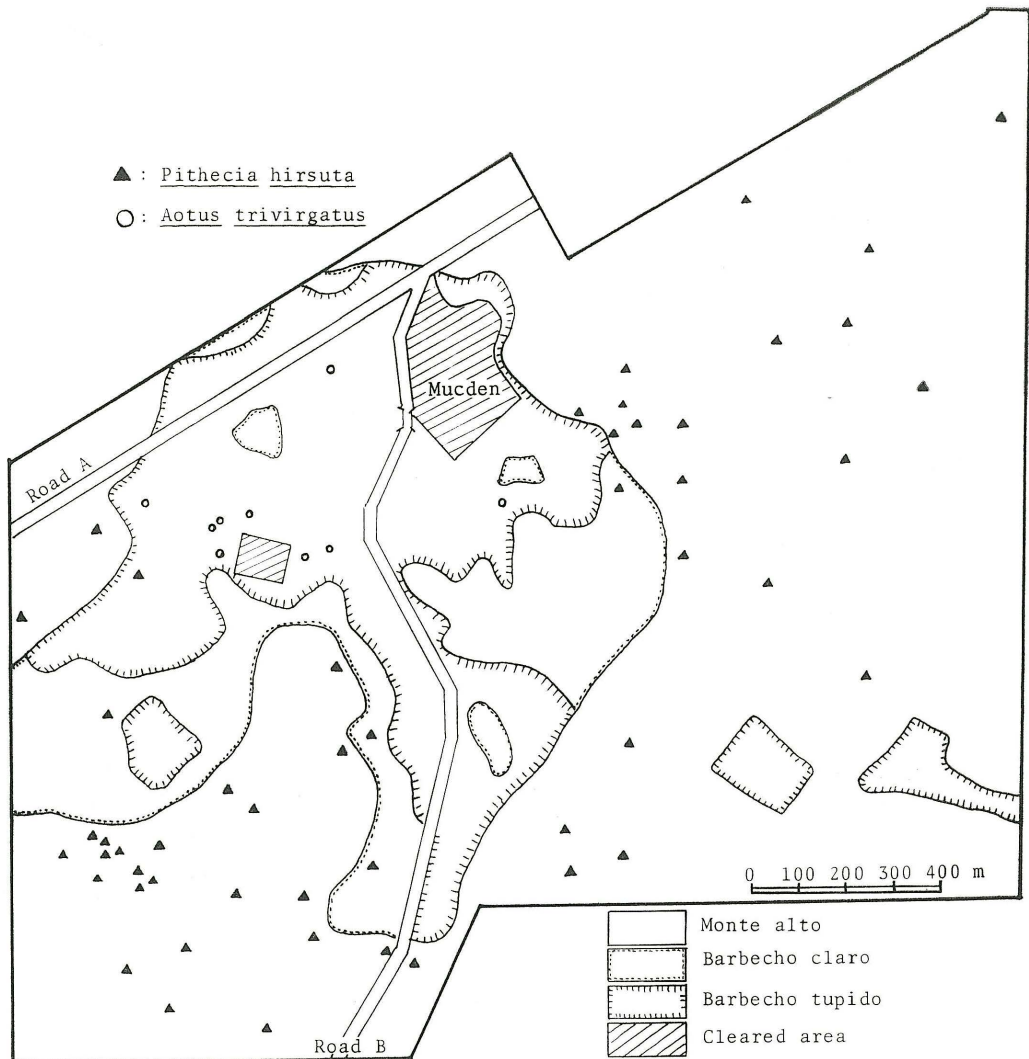 ▲ : Pithecia hirsuta
○ : Aotus trivirgatus
Mucden
Road A
0 100 200 300 400 m
Monte alto
Barbecho claro
Barbecho tupido
Cleared area
Road B